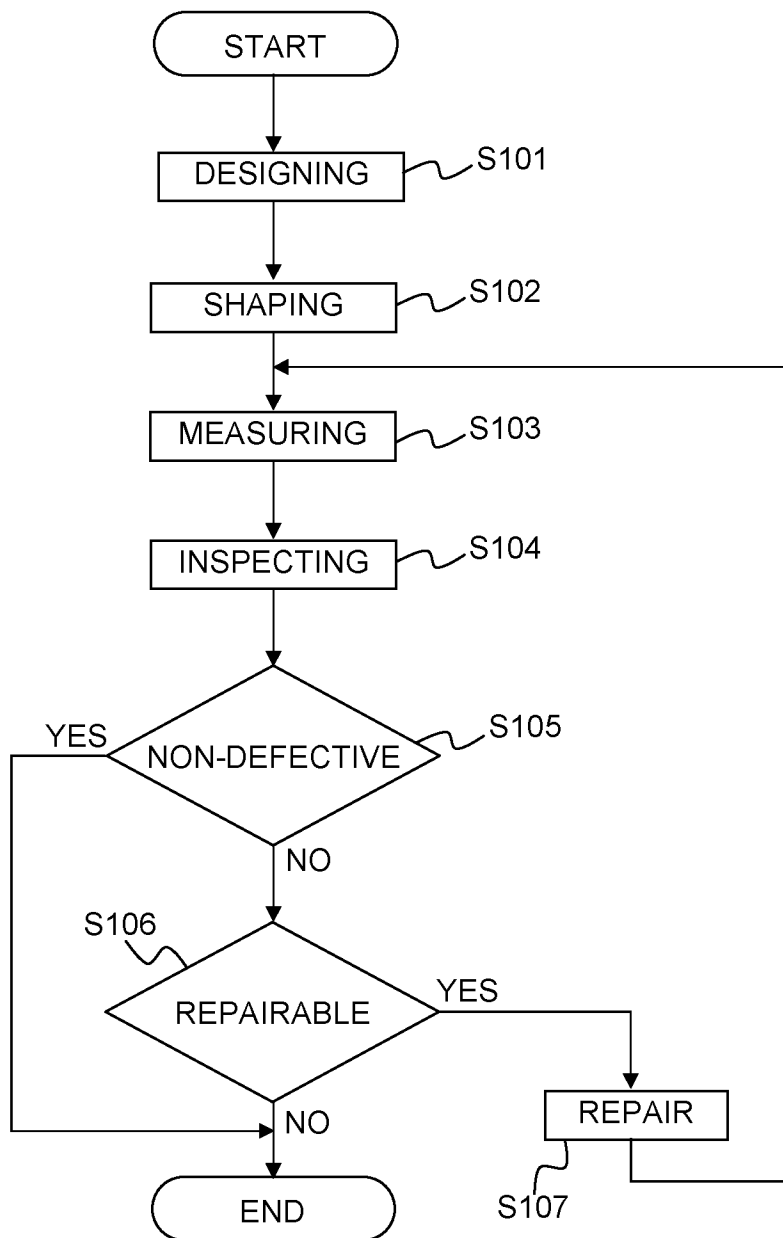 START
DESIGNING
S101
SHAPING
S102
MEASURING
S103
INSPECTING
S104
YES
NON-DEFECTIVE
S105
NO
S106
REPAIRABLE
YES
NO
REPAIR
S107
END